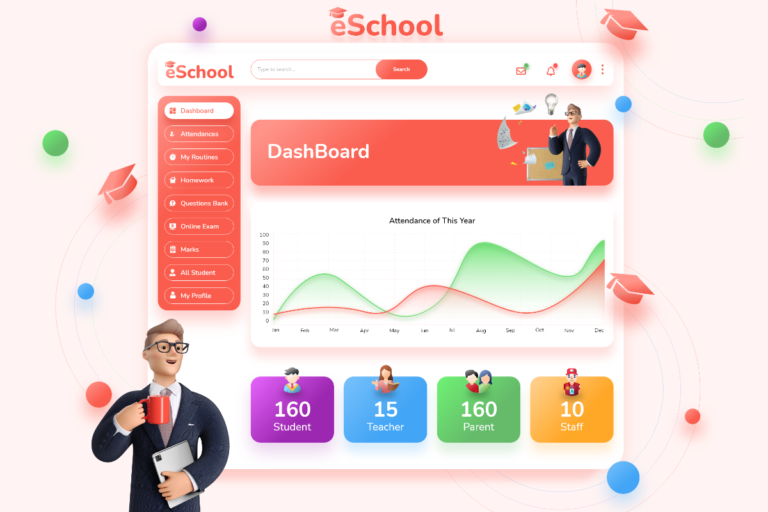 eSchool
eSchool
Type to search...
Search
Dashboard
Attendances
My Routines
Homework
Questions Bank
Online Exam
Marks
All Student
My Profile
DashBoard
Attendance of This Year
100
90
80
70
60
50
40
30
20
10
0
Jan Feb Mar Apr May Jun Jul Aug Sep Oct Nov Dec
160
Student
15
Teacher
160
Parent
10
Staff